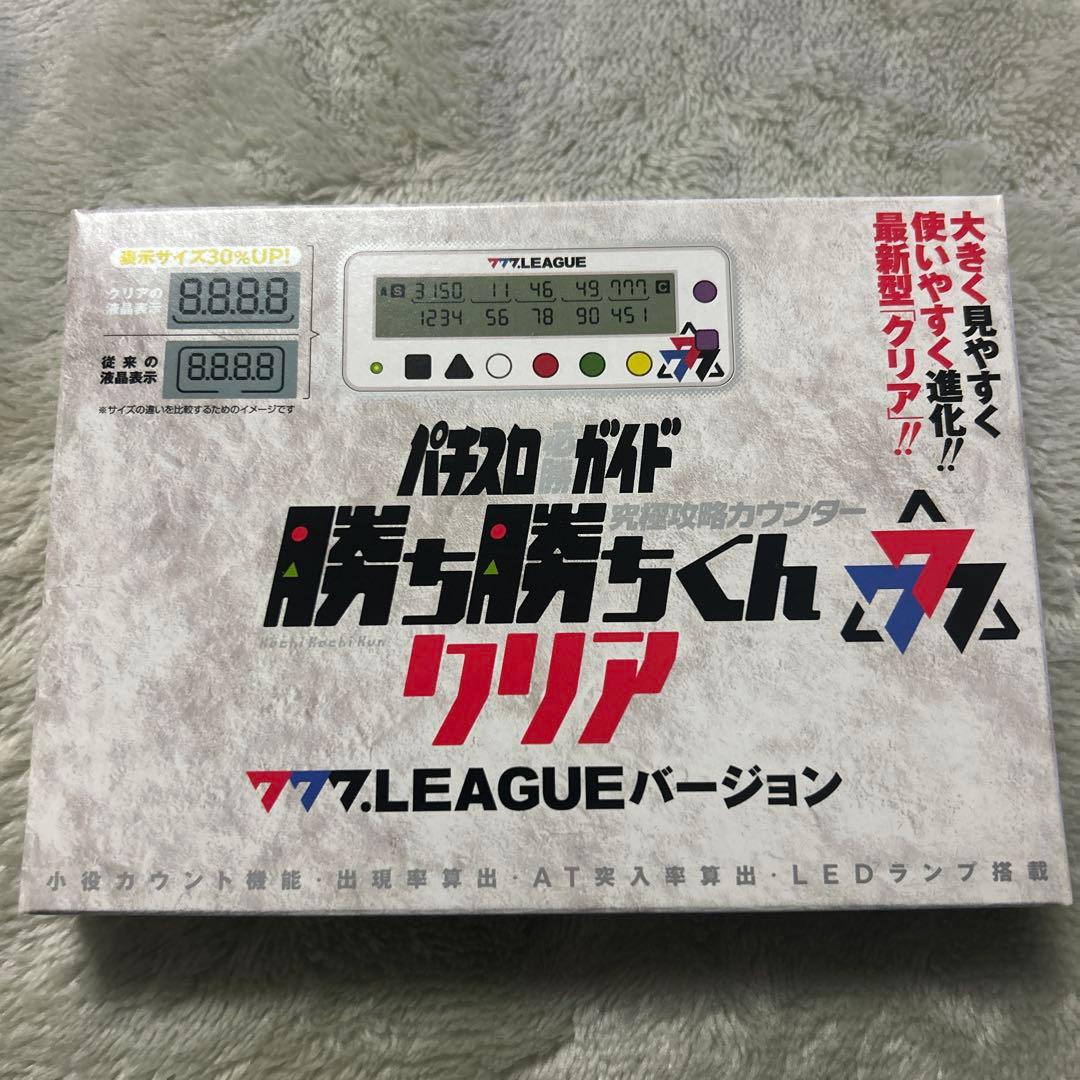 表示サイズ30%UP!
クリアの
液晶表示
8.8.8.8
従来の
液晶表示
8.8.8.8
※サイズの違いを比較するためのイメージです
777.LEAGUE
A S 3150 11 46 49 777 C
1234 56 78 90 451
777
大きく見やすく
使いやすく進化!!
最新型「クリア」!!
パチスロ必勝ガイド
究極攻略カウンター
勝ち勝ちくん
KachiKachiKun
クリア
777
777.LEAGUEバージョン
小役カウント機能・出現率算出・AT突入率算出・LEDランプ搭載